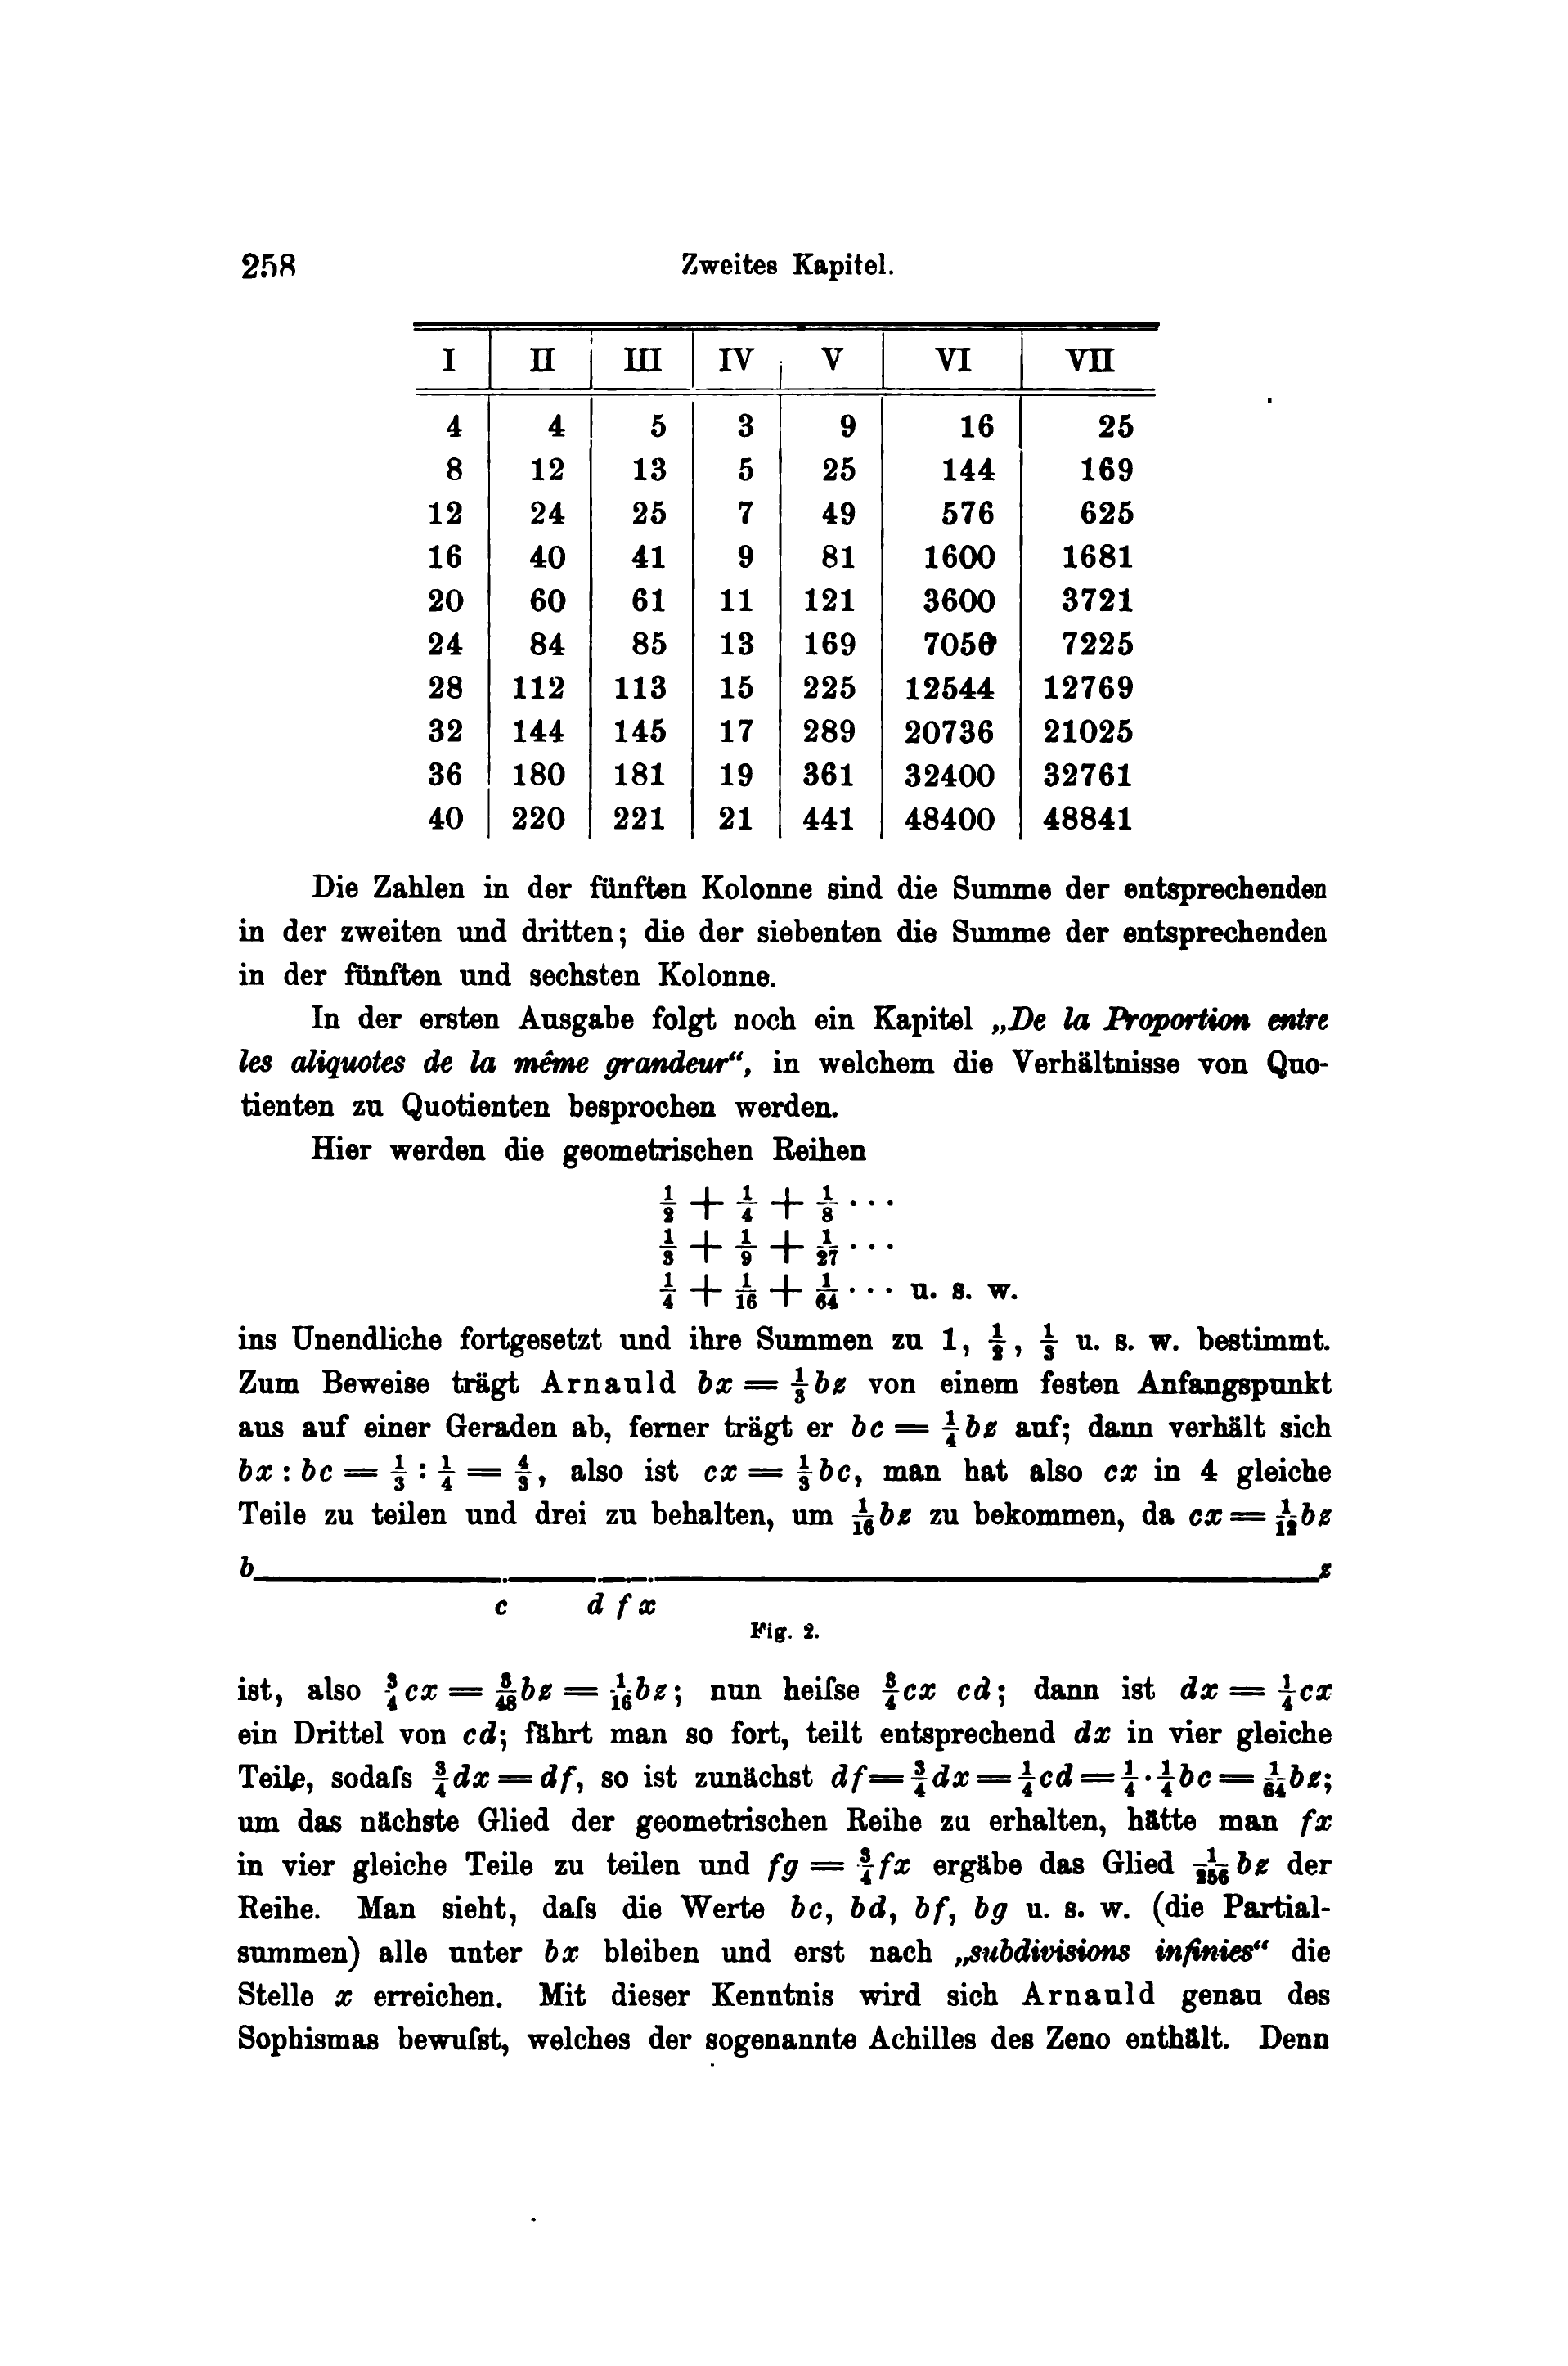 258 Zweites Kapitel.
I II III IV V VI VII
4 4 5 3 9 16 25
8 12 13 5 25 144 169
12 24 25 7 49 576 625
16 40 41 9 81 1600 1681
20 60 61 11 121 3600 3721
24 84 85 13 169 7056 7225
28 112 113 15 225 12544 12769
32 144 145 17 289 20736 21025
36 180 181 19 361 32400 32761
40 220 221 21 441 48400 48841
Die Zahlen in der fünften Kolonne sind die Summe der entsprechenden
in der zweiten und dritten; die der siebenten die Summe der entsprechenden
in der fünften und sechsten Kolonne.
In der ersten Ausgabe folgt noch ein Kapitel „De la Proportion entre
les aliquotes de la même grandeur“, in welchem die Verhältnisse von Quo-
tienten zu Quotienten besprochen werden.
Hier werden die geometrischen Reihen
1/2 + 1/4 + 1/8 · · ·
1/3 + 1/9 + 1/27 · · ·
1/4 + 1/16 + 1/64 · · · u. s. w.
ins Unendliche fortgesetzt und ihre Summen zu 1, 1/2, 1/3 u. s. w. bestimmt.
Zum Beweise trägt Arnauld bx = 1/3 bz von einem festen Anfangspunkt
aus auf einer Geraden ab, ferner trägt er bc = 1/4 bz auf; dann verhält sich
bx : bc = 1/3 : 1/4 = 4/3, also ist cx = 1/3 bc, man hat also cx in 4 gleiche
Teile zu teilen und drei zu behalten, um 1/16 bz zu bekommen, da cx = 1/12 bz
b z
c d f x
Fig. 2.
ist, also 3/4 cx = 3/48 bz = 1/16 bz; nun heiſse 3/4 cx cd; dann ist dx = 1/4 cx
ein Drittel von cd; fährt man so fort, teilt entsprechend dx in vier gleiche
Teile, sodaſs 3/4 dx = df, so ist zunächst df = 3/4 dx = 1/4 cd = 1/4 · 1/4 bc = 1/64 bz;
um das nächste Glied der geometrischen Reihe zu erhalten, hätte man fx
in vier gleiche Teile zu teilen und fg = 3/4 fx ergäbe das Glied 1/256 bz der
Reihe. Man sieht, daſs die Werte bc, bd, bf, bg u. s. w. (die Partial-
summen) alle unter bx bleiben und erst nach „subdivisions infinies“ die
Stelle x erreichen. Mit dieser Kenntnis wird sich Arnauld genau des
Sophismas bewuſst, welches der sogenannte Achilles des Zeno enthält. Denn